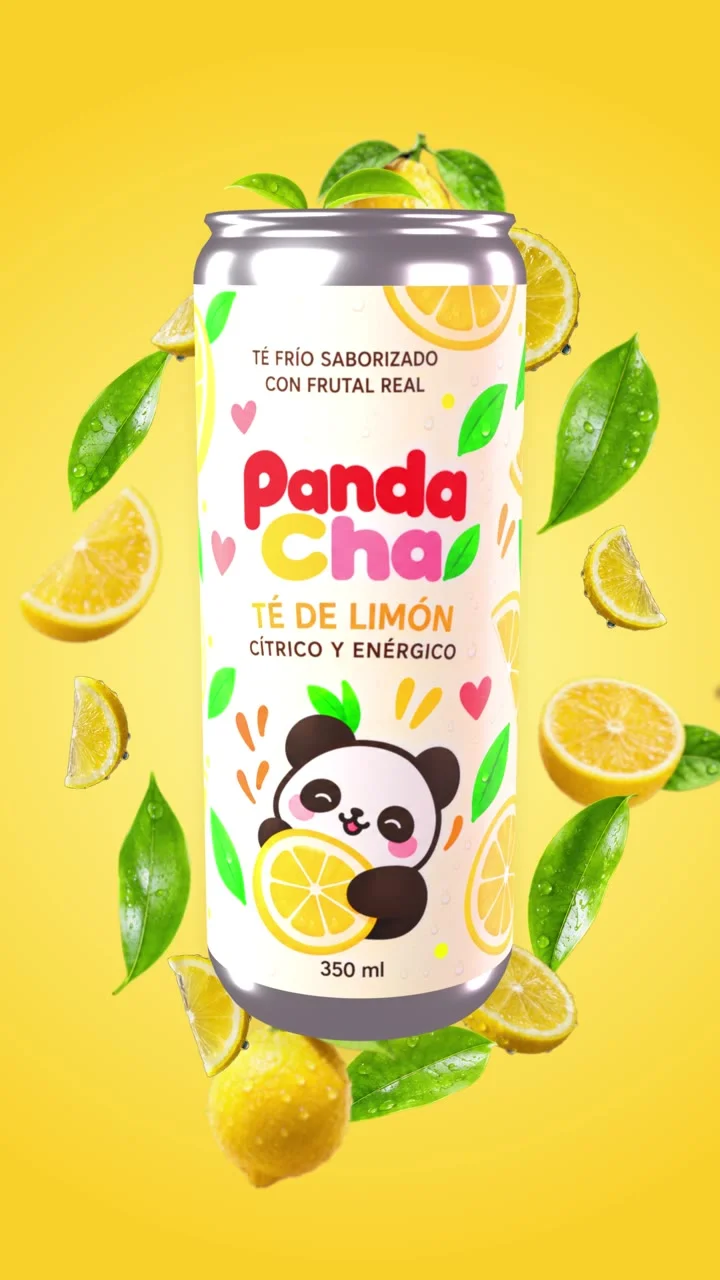 TÉ FRÍO SABORIZADO
CON FRUTAL REAL
Panda
Cha
TÉ DE LIMÓN
CÍTRICO Y ENÉRGICO
350 ml